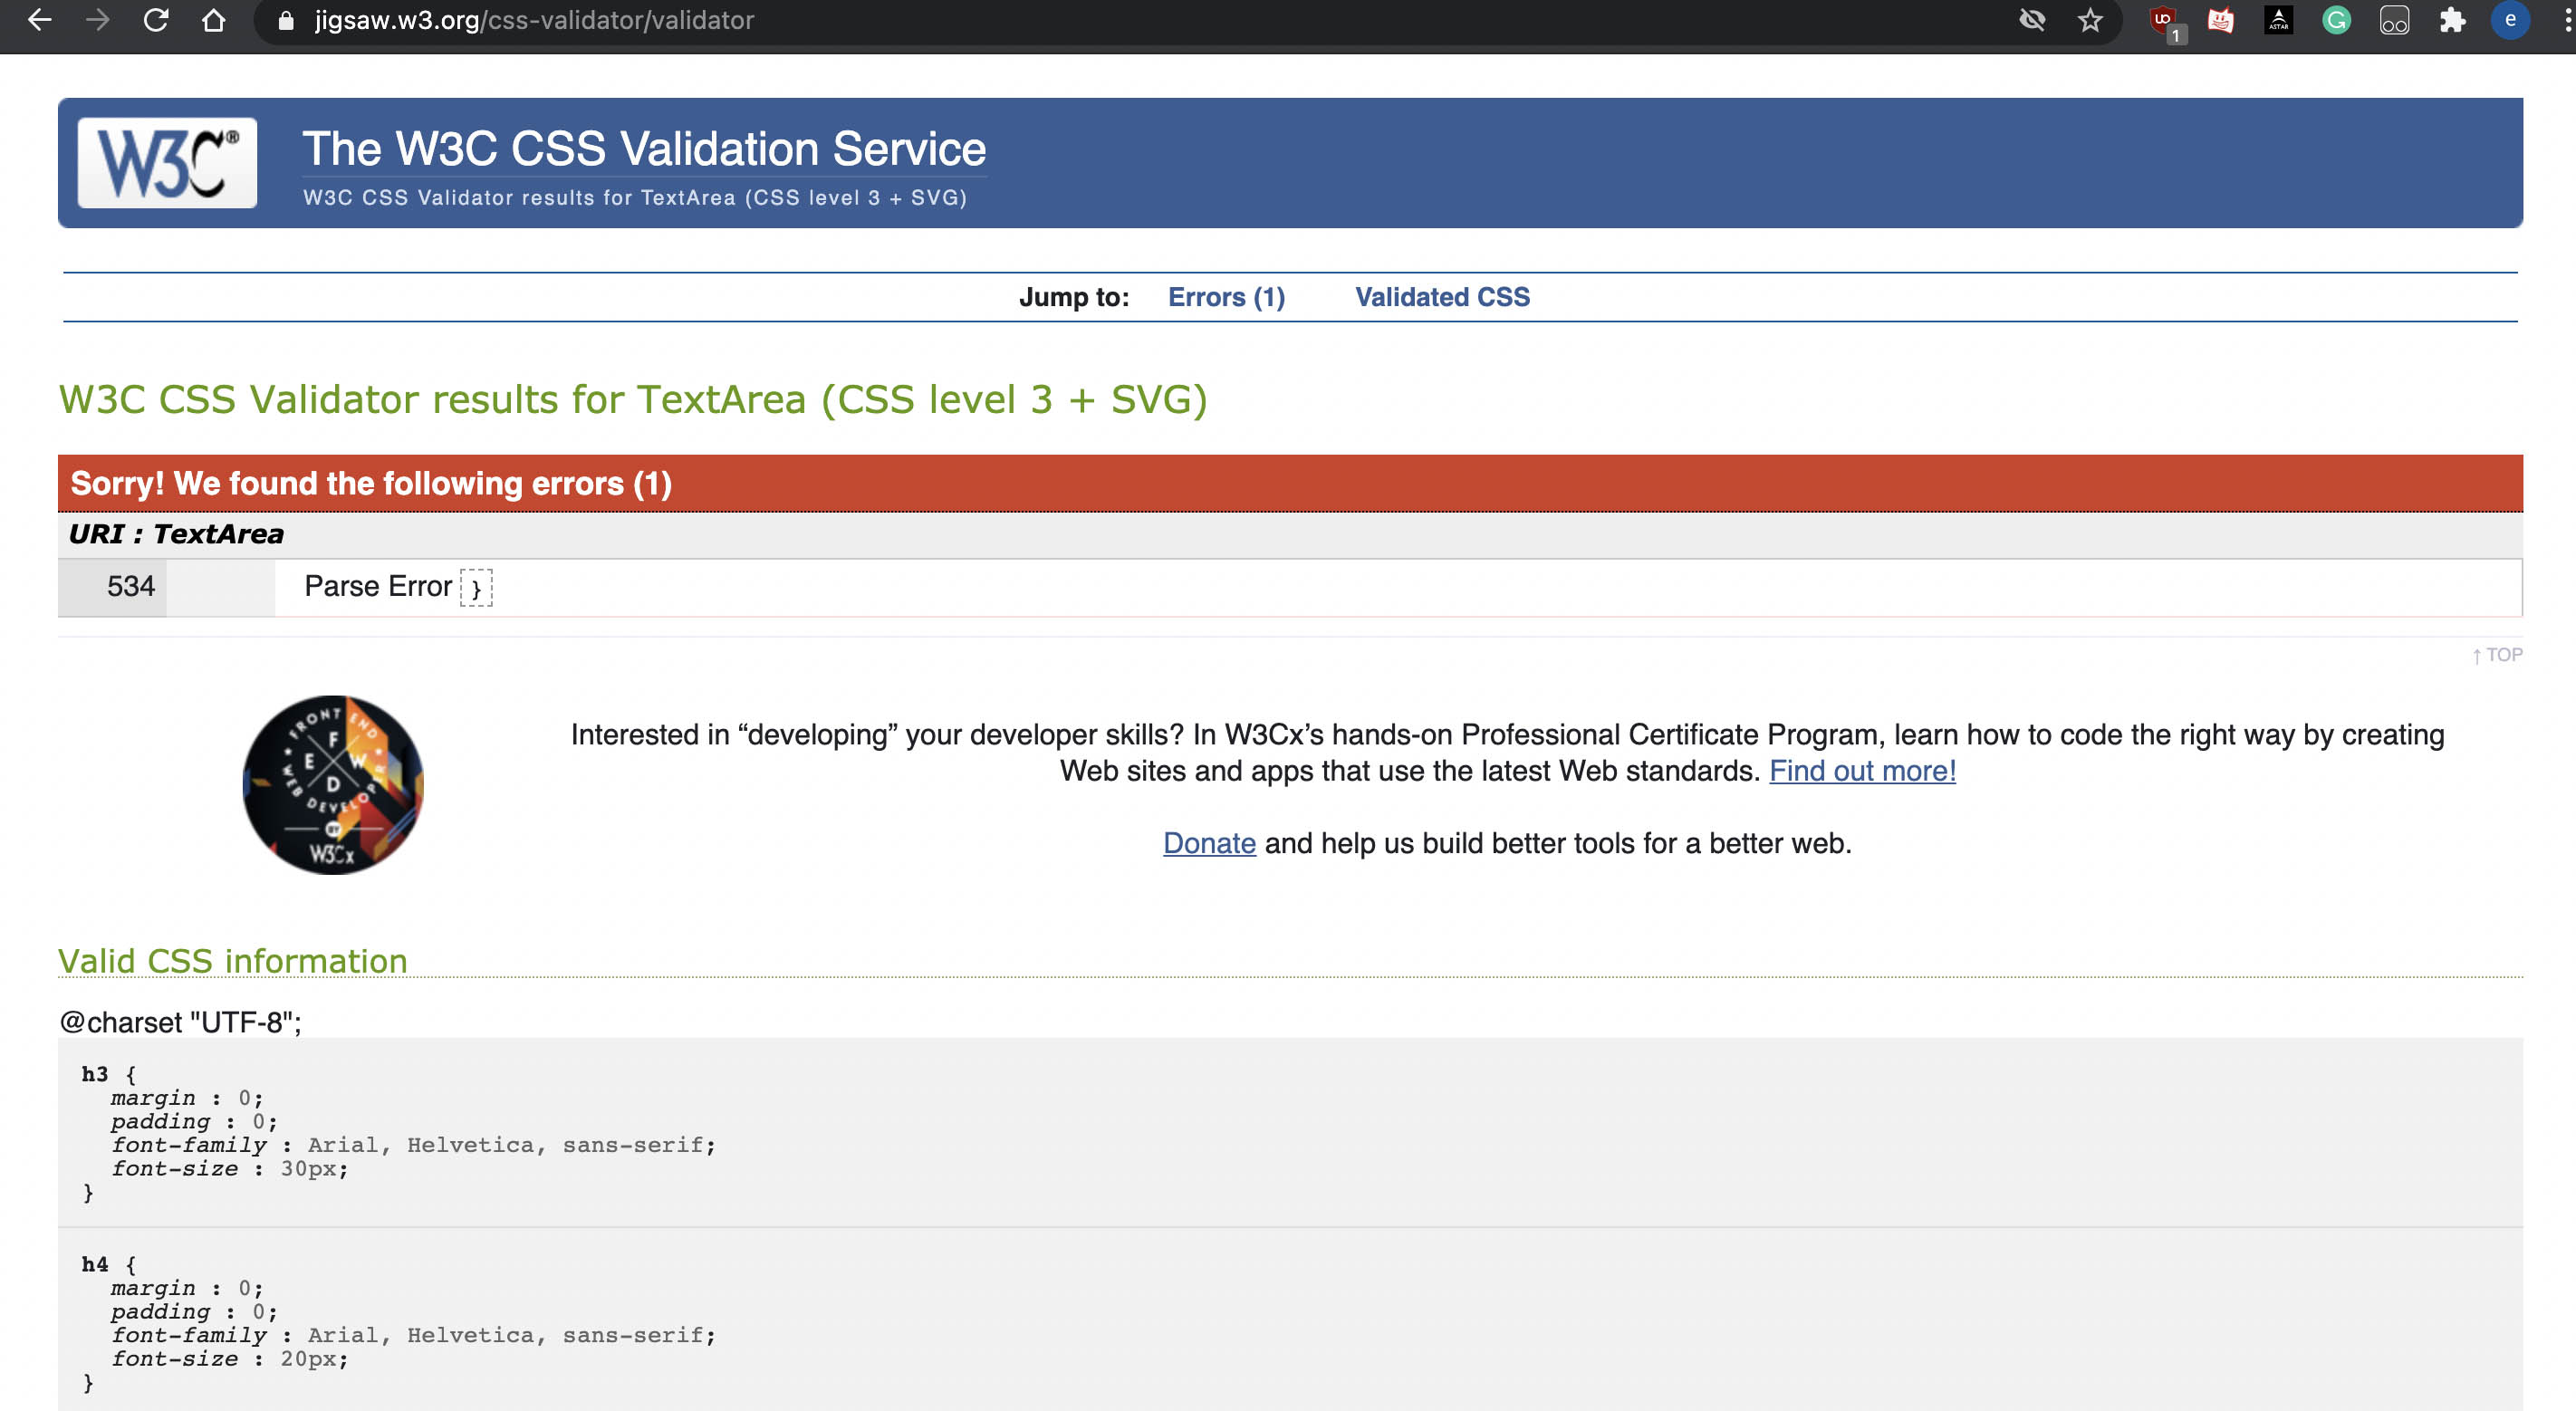 jigsaw.w3.org/css-validator/validator
1
ASTAR
e
W3C®
The W3C CSS Validation Service
W3C CSS Validator results for TextArea (CSS level 3 + SVG)
Jump to: Errors (1) Validated CSS
W3C CSS Validator results for TextArea (CSS level 3 + SVG)
Sorry! We found the following errors (1)
URI : TextArea
534 Parse Error }
↑ TOP
FRONT END
WEB DEVELOPER
F
E W
D
BY
W3Cx
Interested in “developing” your developer skills? In W3Cx’s hands-on Professional Certificate Program, learn how to code the right way by creating
Web sites and apps that use the latest Web standards. Find out more!
Donate and help us build better tools for a better web.
Valid CSS information
@charset "UTF-8";
h3 {
margin : 0;
padding : 0;
font-family : Arial, Helvetica, sans-serif;
font-size : 30px;
}
h4 {
margin : 0;
padding : 0;
font-family : Arial, Helvetica, sans-serif;
font-size : 20px;
}